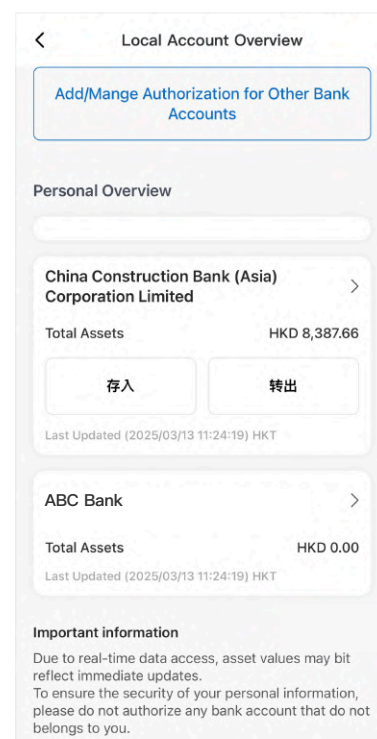 Local Account Overview
Add/Mange Authorization for Other Bank
Accounts
Personal Overview
China Construction Bank (Asia)
Corporation Limited
Total Assets HKD 8,387.66
存入 转出
Last Updated (2025/03/13 11:24:19) HKT
ABC Bank
Total Assets HKD 0.00
Last Updated (2025/03/13 11:24:19) HKT
Important information
Due to real-time data access, asset values may bit
reflect immediate updates.
To ensure the security of your personal information,
please do not authorize any bank account that do not
belongs to you.